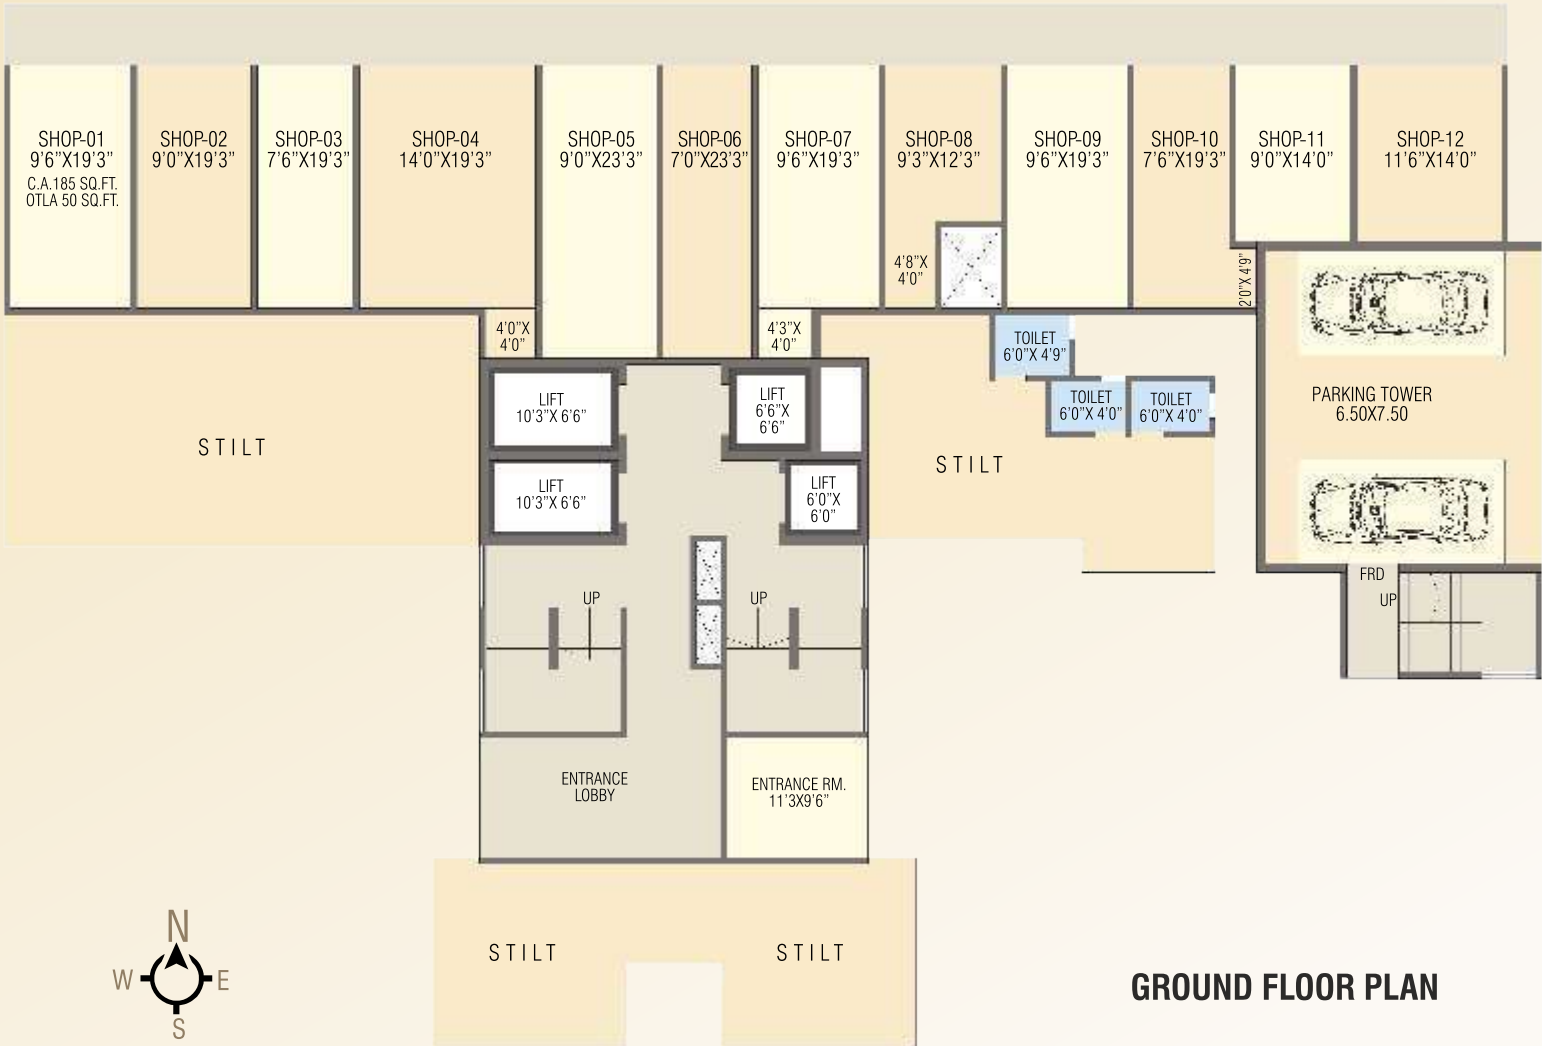 SHOP-01
9'6"X19'3"
C.A.185 SQ.FT.
OTLA 50 SQ.FT.
SHOP-02
9'0"X19'3"
SHOP-03
7'6"X19'3"
SHOP-04
14'0"X19'3"
SHOP-05
9'0"X23'3"
SHOP-06
7'0"X23'3"
SHOP-07
9'6"X19'3"
SHOP-08
9'3"X12'3"
SHOP-09
9'6"X19'3"
SHOP-10
7'6"X19'3"
SHOP-11
9'0"X14'0"
SHOP-12
11'6"X14'0"
4'8"X
4'0"
2'0"X 4'9"
4'0"X
4'0"
4'3"X
4'0"
TOILET
6'0"X 4'9"
TOILET
6'0"X 4'0"
TOILET
6'0"X 4'0"
PARKING TOWER
6.50X7.50
LIFT
10'3"X 6'6"
LIFT
6'6"X
6'6"
STILT
STILT
LIFT
10'3"X 6'6"
LIFT
6'0"X
6'0"
FRD
UP
UP
UP
ENTRANCE
LOBBY
ENTRANCE RM.
11'3X9'6"
STILT
STILT
N
W
E
S
GROUND FLOOR PLAN